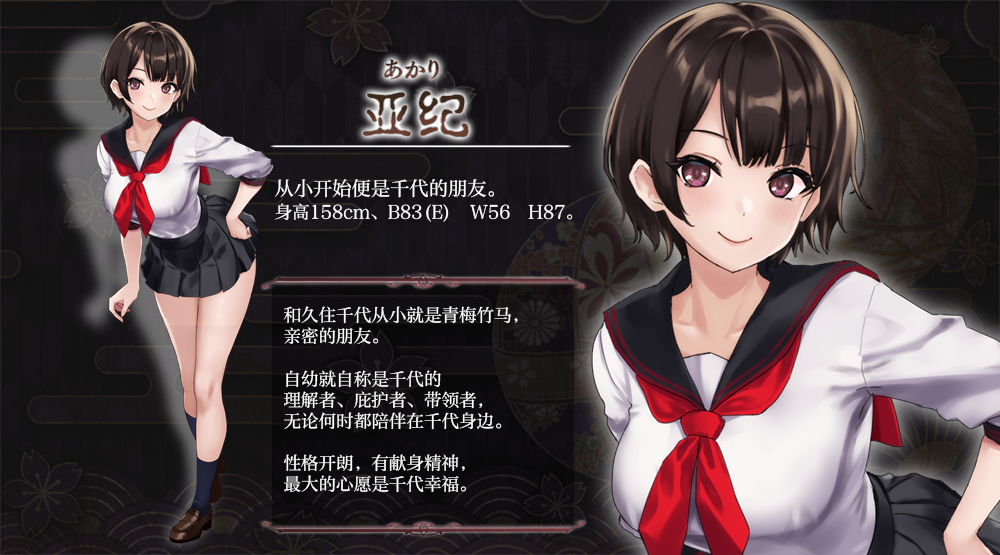 あかり
亚纪
从小开始便是千代的朋友。
身高158cm、B83(E)　W56　H87。
和久住千代从小就是青梅竹马，
亲密的朋友。
自幼就自称是千代的
理解者、庇护者、带领者，
无论何时都陪伴在千代身边。
性格开朗，有献身精神，
最大的心愿是千代幸福。